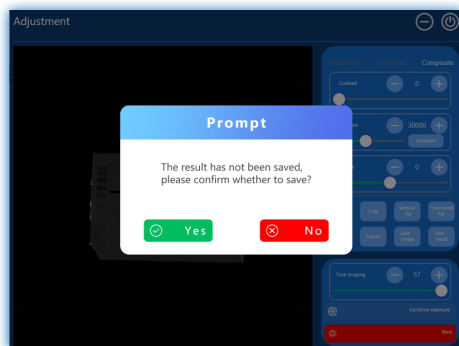 Adjustment
Composite
Contrast
0
30000
Adaptive
0
Prompt
The result has not been saved,
please confirm whether to save?
Yes
No
Crop
Vertical
flip
Horizontal
flip
Save
image
Save
result
Time imaging
57
Continue exposure
Back